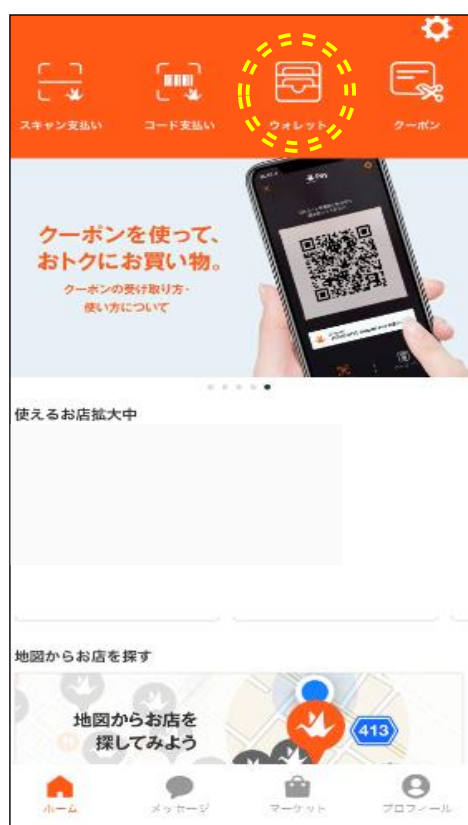 スキャン支払い
コード支払い
ウォレット
クーポン
クーポンを使って、
おトクにお買い物。
クーポンの受け取り方・
使い方について
Pay
使えるお店拡大中
地図からお店を探す
地図からお店を
探してみよう
413
ホーム
メッセージ
マーケット
プロフィール